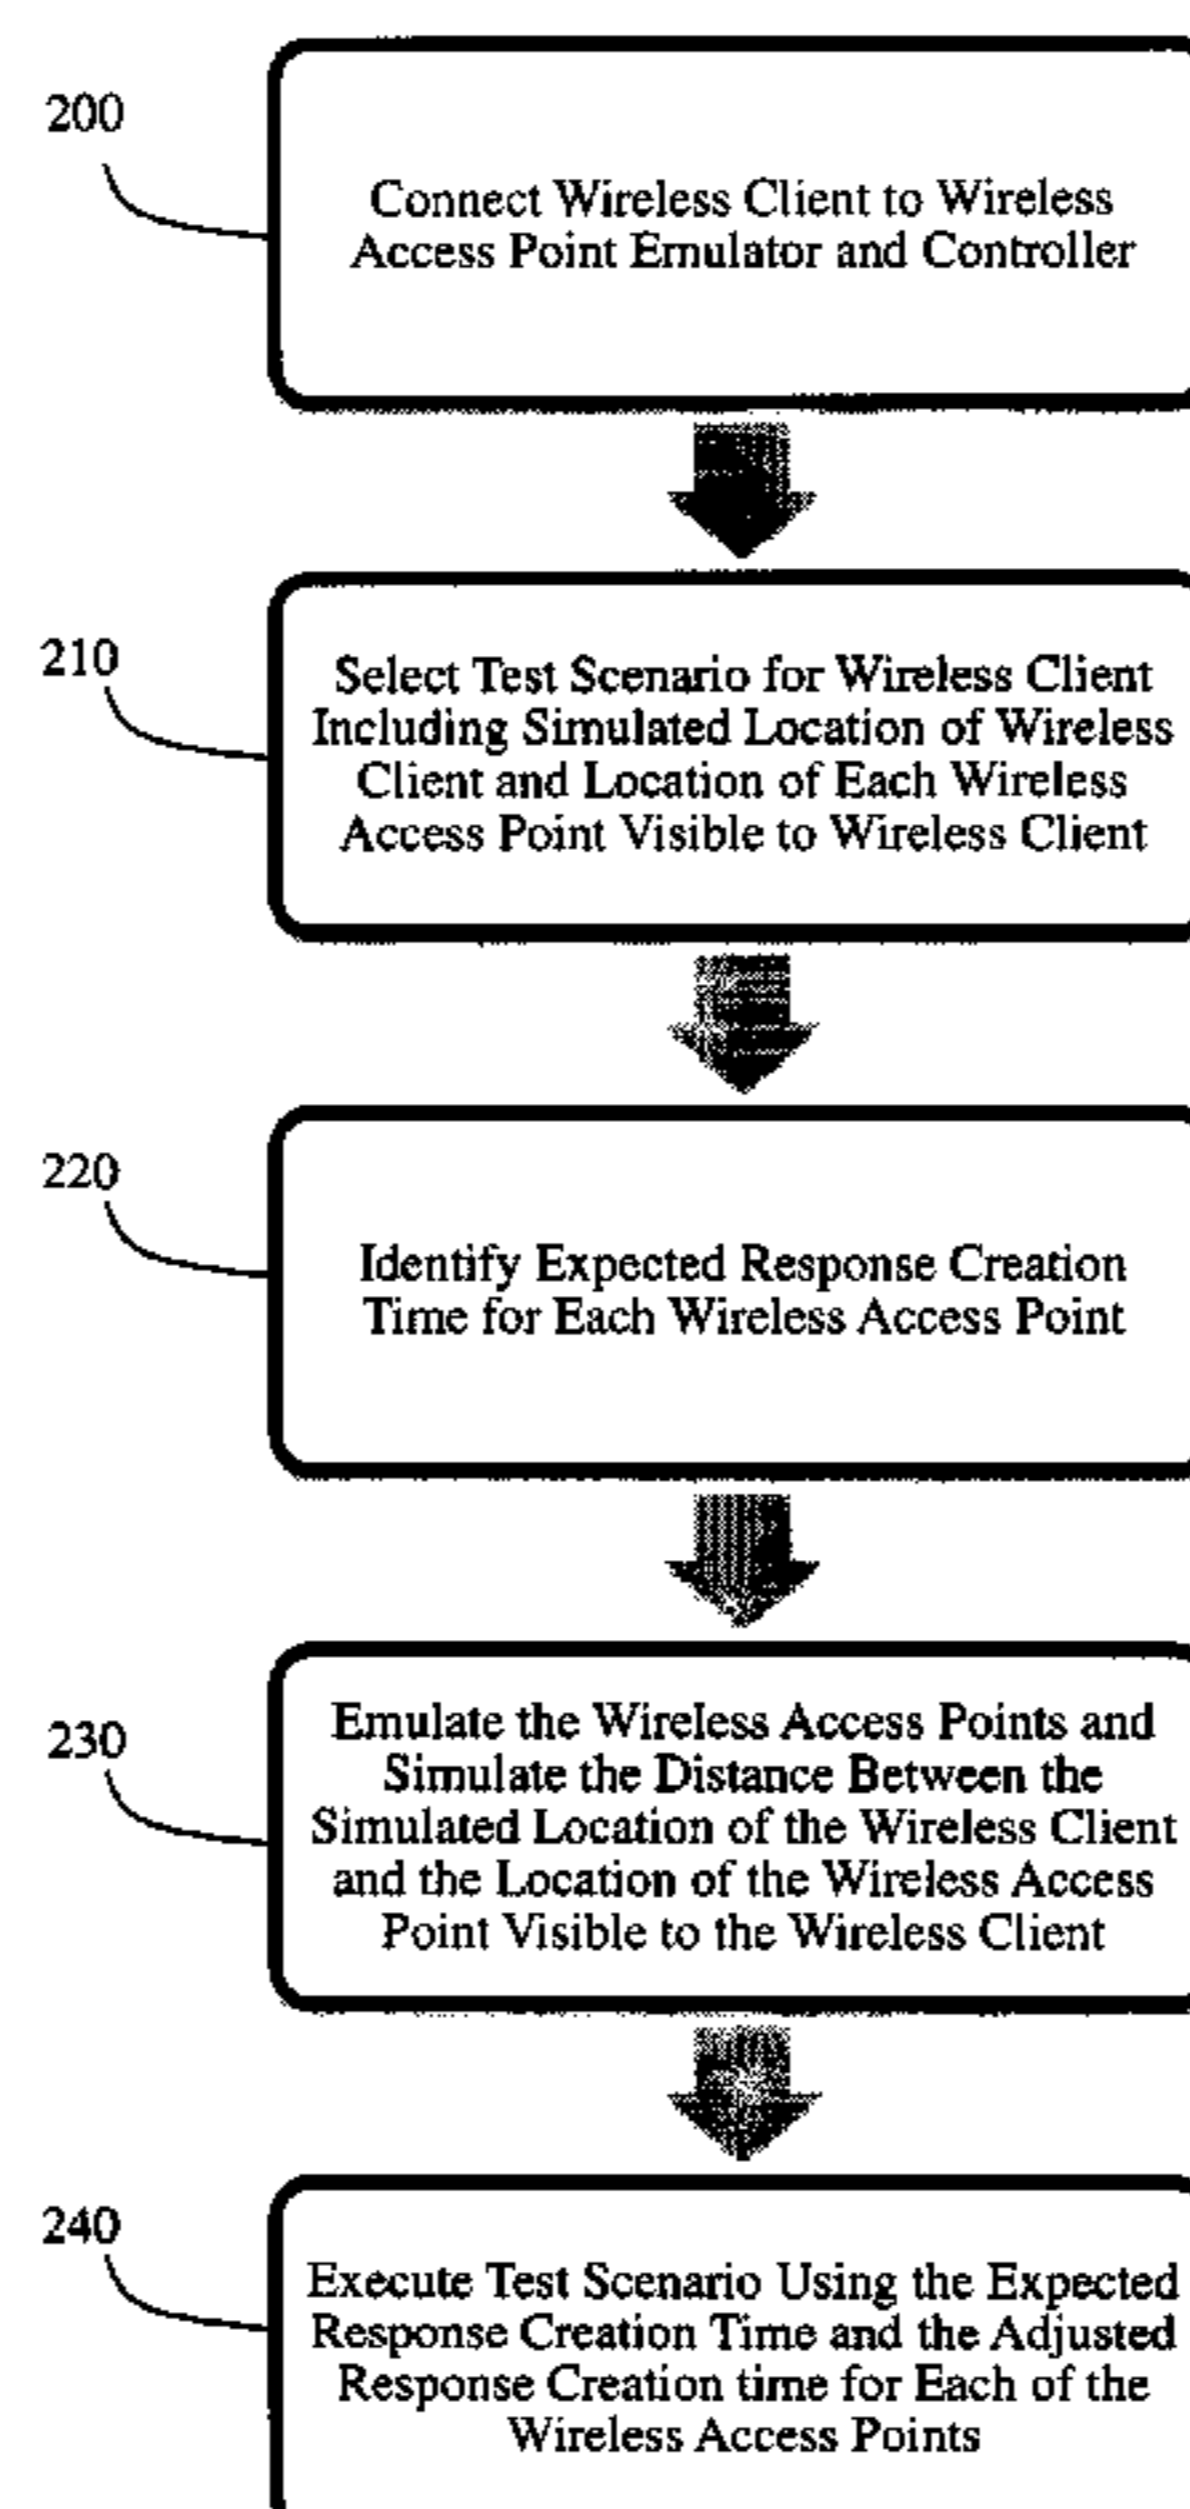 200
Connect Wireless Client to Wireless
Access Point Emulator and Controller
210
Select Test Scenario for Wireless Client
Including Simulated Location of Wireless
Client and Location of Each Wireless
Access Point Visible to Wireless Client
220
Identify Expected Response Creation
Time for Each Wireless Access Point
230
Emulate the Wireless Access Points and
Simulate the Distance Between the
Simulated Location of the Wireless Client
and the Location of the Wireless Access
Point Visible to the Wireless Client
240
Execute Test Scenario Using the Expected
Response Creation Time and the Adjusted
Response Creation time for Each of the
Wireless Access Points